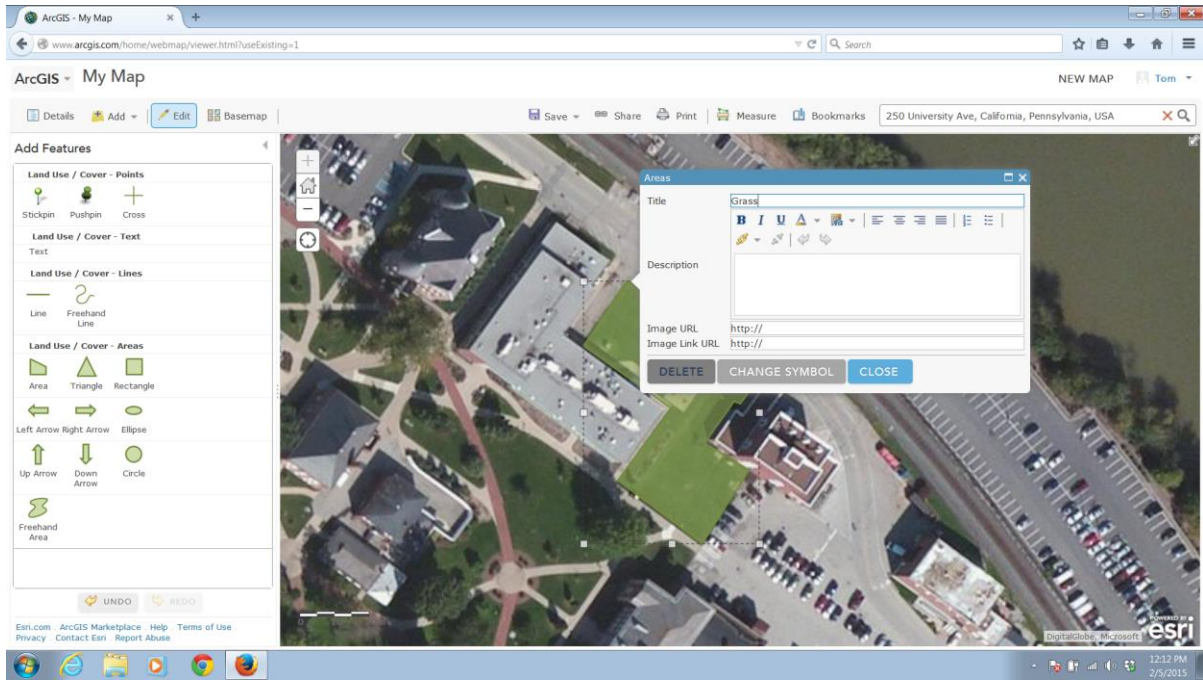 ArcGIS - My Map
www.arcgis.com/home/webmap/viewer.html?useExisting=1
Search
ArcGIS My Map
NEW MAP Tom
Details Add Edit Basemap Save Share Print Measure Bookmarks 250 University Ave, California, Pennsylvania, USA
Add Features
Land Use / Cover - Points
Stickpin Pushpin Cross
Land Use / Cover - Text
Text
Land Use / Cover - Lines
Line Freehand Line
Land Use / Cover - Areas
Area Triangle Rectangle
Left Arrow Right Arrow Ellipse
Up Arrow Down Arrow Circle
Freehand Area
UNDO REDO
Esri.com . ArcGIS Marketplace . Help . Terms of Use .
Privacy . Contact Esri . Report Abuse
Areas
Title Grass
B I U A
Description
Image URL http://
Image Link URL http://
DELETE CHANGE SYMBOL CLOSE
DigitalGlobe, Microsoft
POWERED BY
esri
12:12 PM
2/5/2015